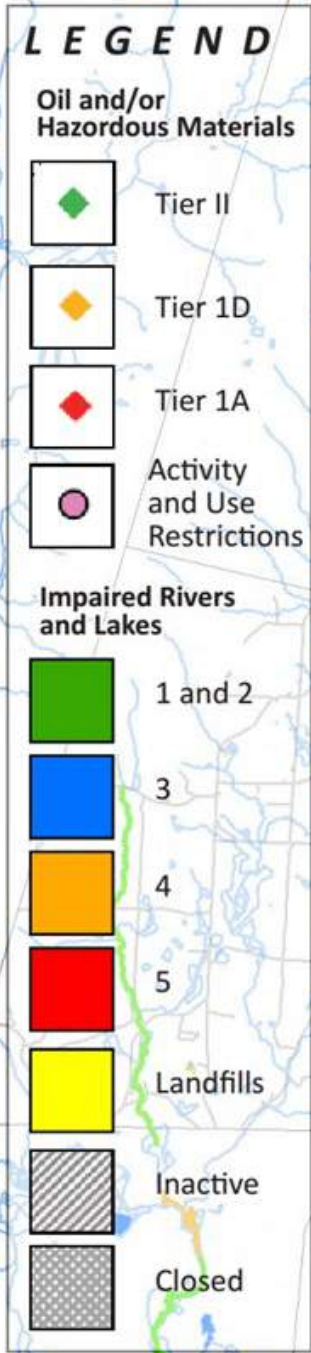 LEGEND
Oil and/or
Hazordous Materials
Tier II
Tier 1D
Tier 1A
Activity
and Use
Restrictions
Impaired Rivers
and Lakes
1 and 2
3
4
5
Landfills
Inactive
Closed